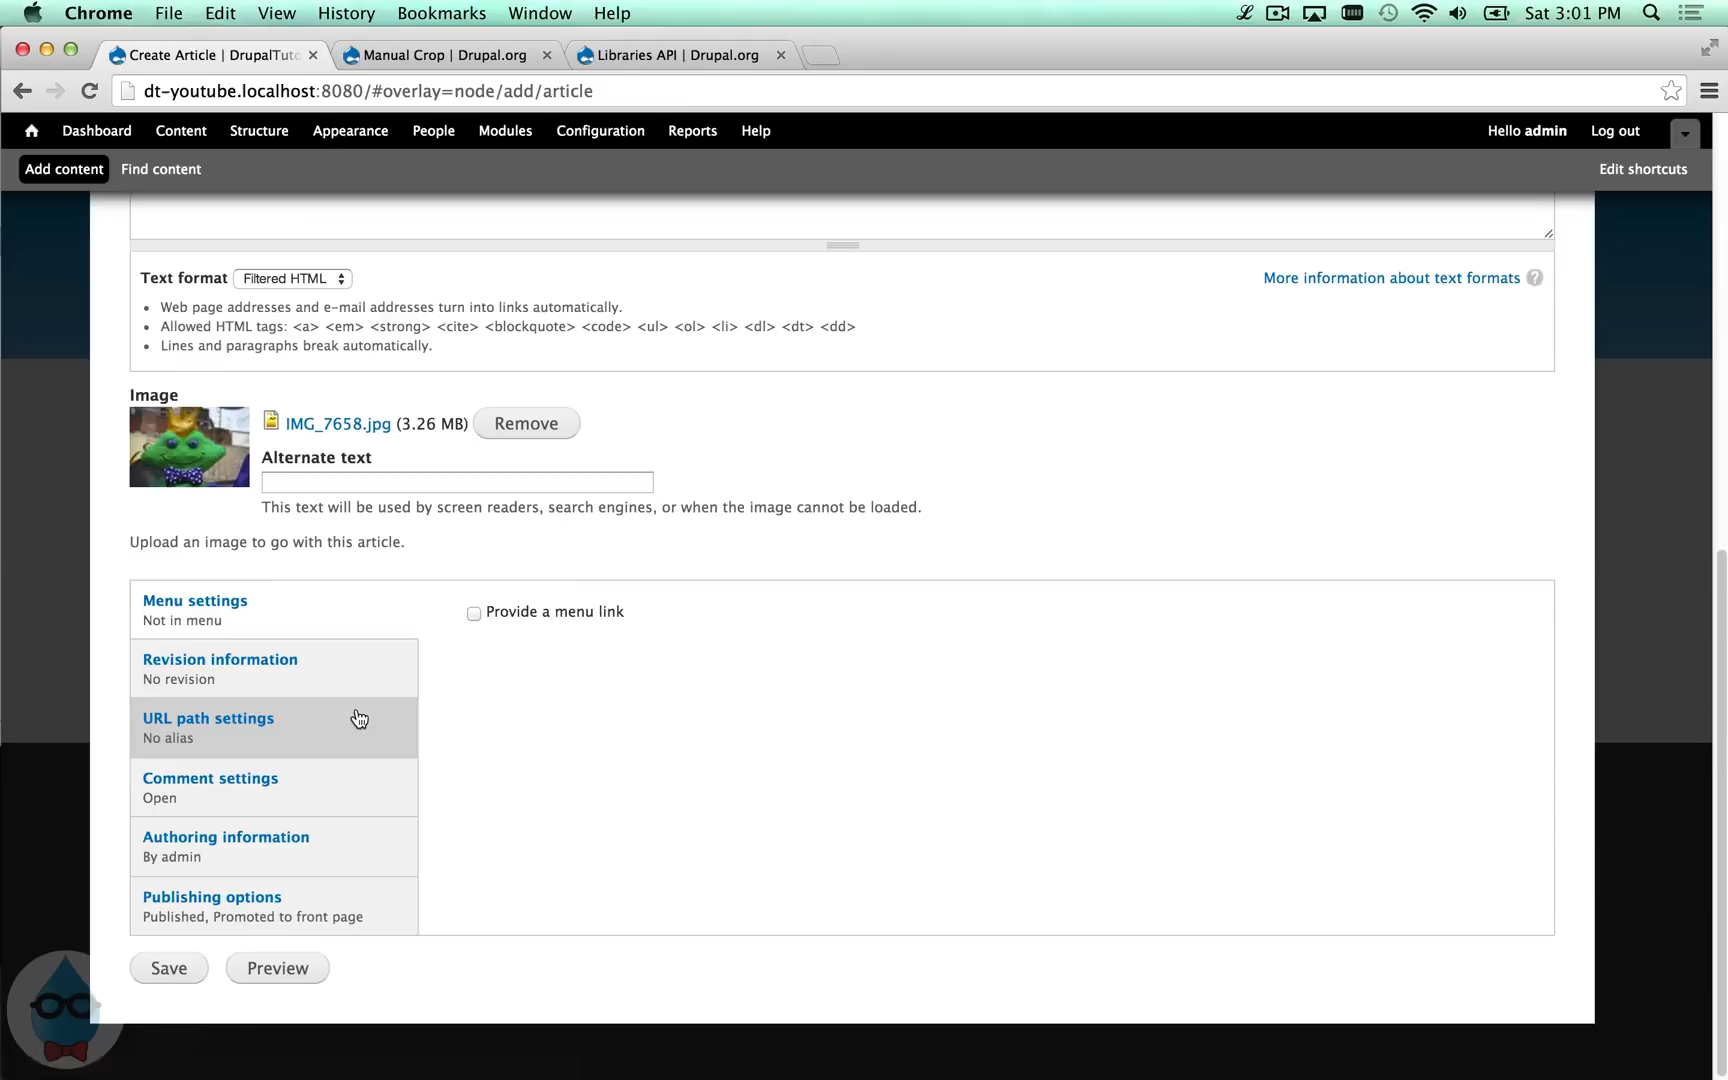 Chrome File Edit View History Bookmarks Window Help Sat 3:01 PM
Create Article | DrupalTuto Manual Crop | Drupal.org Libraries API | Drupal.org
dt-youtube.localhost:8080/#overlay=node/add/article
Dashboard Content Structure Appearance People Modules Configuration Reports Help Hello admin Log out
Add content Find content Edit shortcuts
Text format Filtered HTML More information about text formats ?
• Web page addresses and e-mail addresses turn into links automatically.
• Allowed HTML tags: <a> <em> <strong> <cite> <blockquote> <code> <ul> <ol> <li> <dl> <dt> <dd>
• Lines and paragraphs break automatically.
Image
IMG_7658.jpg (3.26 MB) Remove
Alternate text
This text will be used by screen readers, search engines, or when the image cannot be loaded.
Upload an image to go with this article.
Menu settings
Not in menu
Provide a menu link
Revision information
No revision
URL path settings
No alias
Comment settings
Open
Authoring information
By admin
Publishing options
Published, Promoted to front page
Save Preview